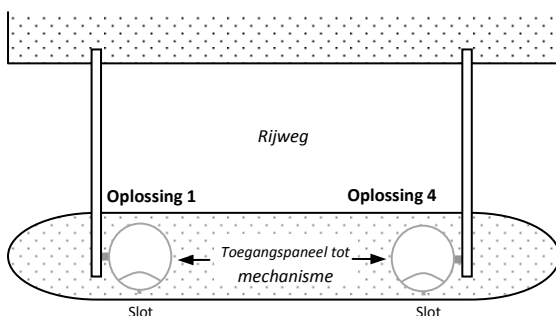 Rijweg
Oplossing 1
Oplossing 4
Toegangspaneel tot
mechanisme
Slot
Slot